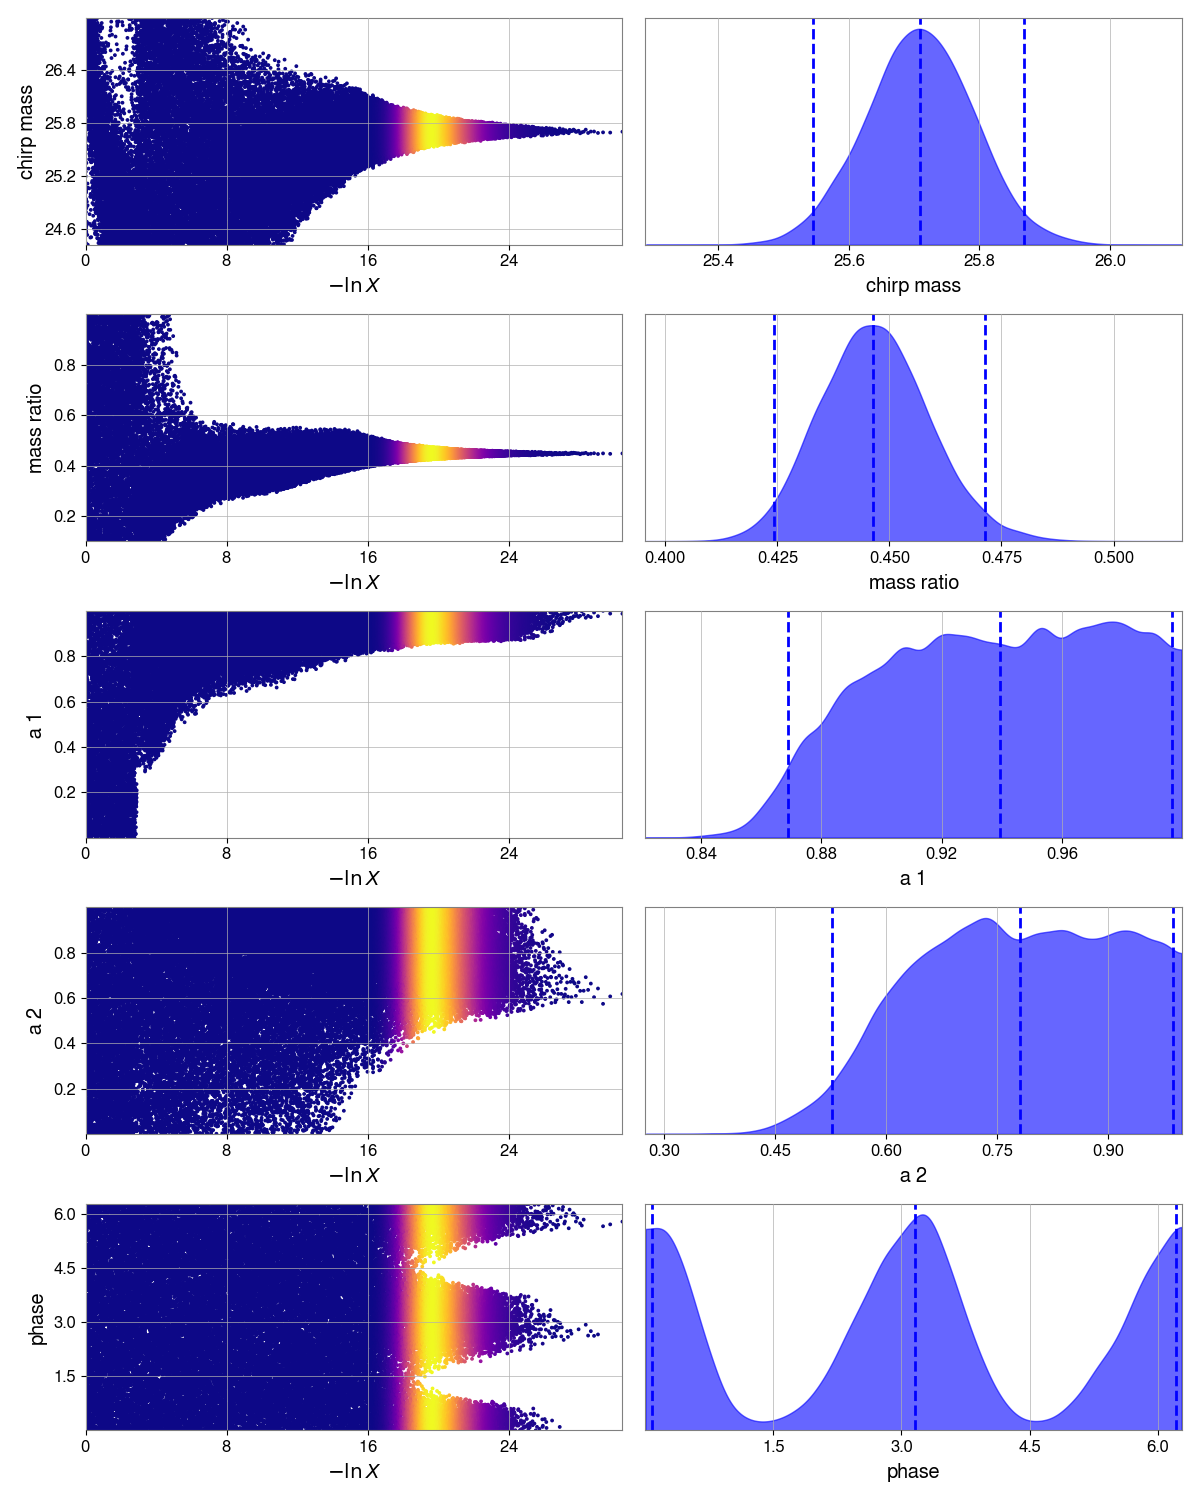 26.4
25.8
25.2
24.6
chirp mass
0 8 16 24
−ln X
25.4 25.6 25.8 26.0
chirp mass
0.8
0.6
0.4
0.2
mass ratio
0 8 16 24
−ln X
0.400 0.425 0.450 0.475 0.500
mass ratio
0.8
0.6
0.4
0.2
a 1
0 8 16 24
−ln X
0.84 0.88 0.92 0.96
a 1
0.8
0.6
0.4
0.2
a 2
0 8 16 24
−ln X
0.30 0.45 0.60 0.75 0.90
a 2
6.0
4.5
3.0
1.5
phase
0 8 16 24
−ln X
1.5 3.0 4.5 6.0
phase